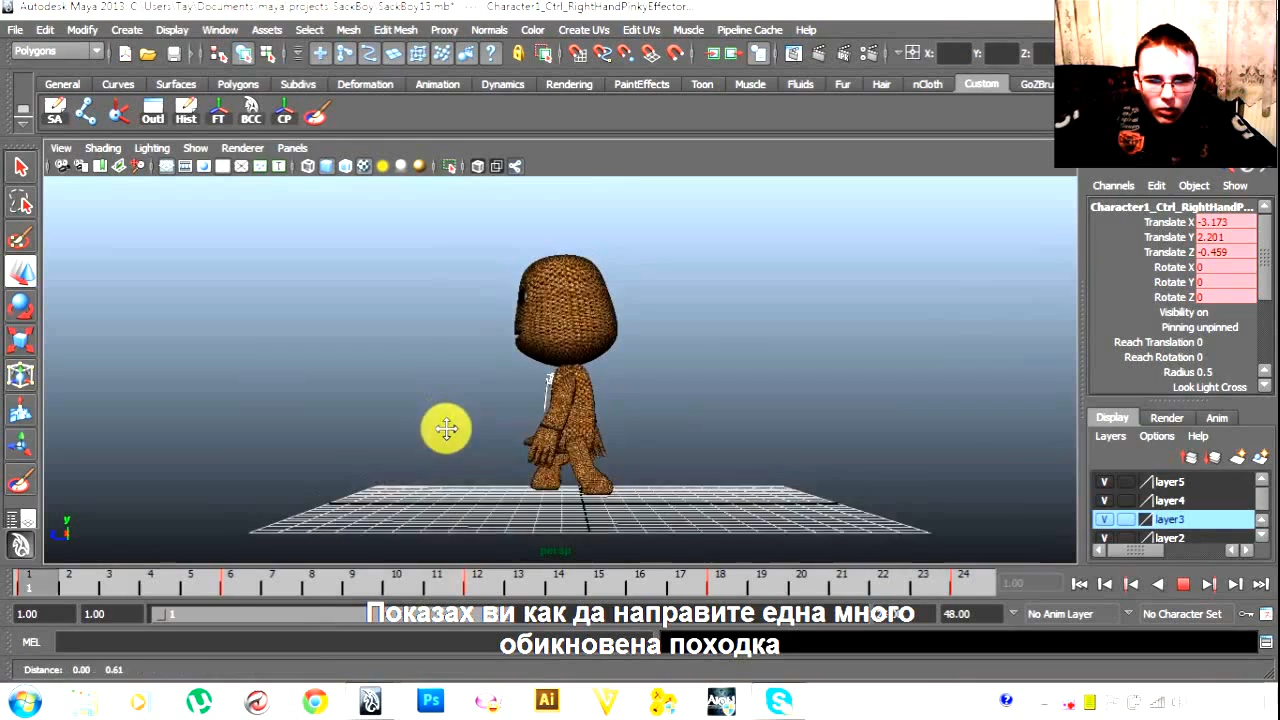 Autodesk Maya 2013: C:\Users\Tay\Documents\maya\projects\SackBoy\SackBoy15.mb* --- Character1_Ctrl_RightHandPinkyEffector...
File Edit Modify Create Display Window Assets Select Mesh Edit Mesh Proxy Normals Color Create UVs Edit UVs Muscle Pipeline Cache Help
Polygons X: Y: Z:
General Curves Surfaces Polygons Subdivs Deformation Animation Dynamics Rendering PaintEffects Toon Muscle Fluids Fur Hair nCloth Custom GoZBru
SA Outl Hist FT BCC CP
View Shading Lighting Show Renderer Panels
Channels Edit Object Show
Character1_Ctrl_RightHandP...
Translate X -3.173
Translate Y 2.201
Translate Z -0.459
Rotate X 0
Rotate Y 0
Rotate Z 0
Visibility on
Pinning unpinned
Reach Translation 0
Reach Rotation 0
Radius 0.5
Look Light Cross
Display Render Anim
Layers Options Help
V layer5
V layer4
V layer3
V layer2
y
persp
1 2 3 4 5 6 7 8 9 10 11 12 13 14 15 16 17 18 19 20 21 22 23 24
1 1.00
1.00 1.00 1 48.00 No Anim Layer No Character Set
Показах ви как да направите една много
обикновена походка
MEL
Distance: 0.00 0.61
Ps Ai